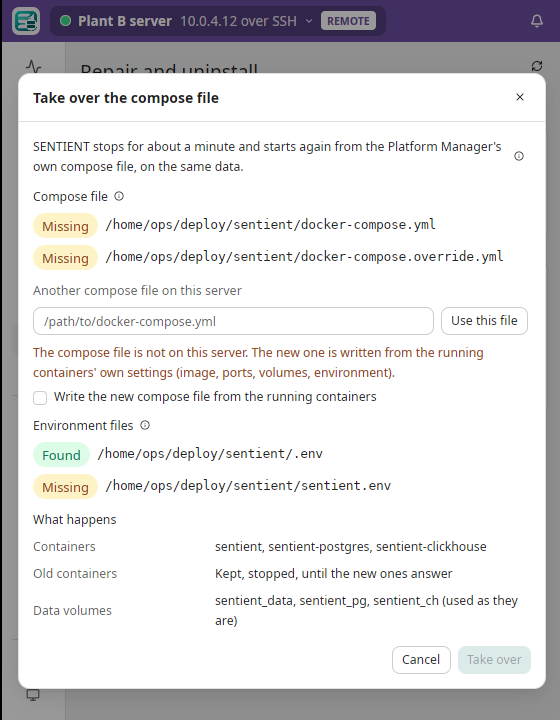 Plant B server 10.0.4.12 over SSH REMOTE
Repair and uninstall
Take over the compose file
SENTIENT stops for about a minute and starts again from the Platform Manager's
own compose file, on the same data.
Compose file
Missing /home/ops/deploy/sentient/docker-compose.yml
Missing /home/ops/deploy/sentient/docker-compose.override.yml
Another compose file on this server
/path/to/docker-compose.yml Use this file
The compose file is not on this server. The new one is written from the running
containers' own settings (image, ports, volumes, environment).
Write the new compose file from the running containers
Environment files
Found /home/ops/deploy/sentient/.env
Missing /home/ops/deploy/sentient/sentient.env
What happens
Containers sentient, sentient-postgres, sentient-clickhouse
Old containers Kept, stopped, until the new ones answer
Data volumes sentient_data, sentient_pg, sentient_ch (used as they
are)
Cancel Take over